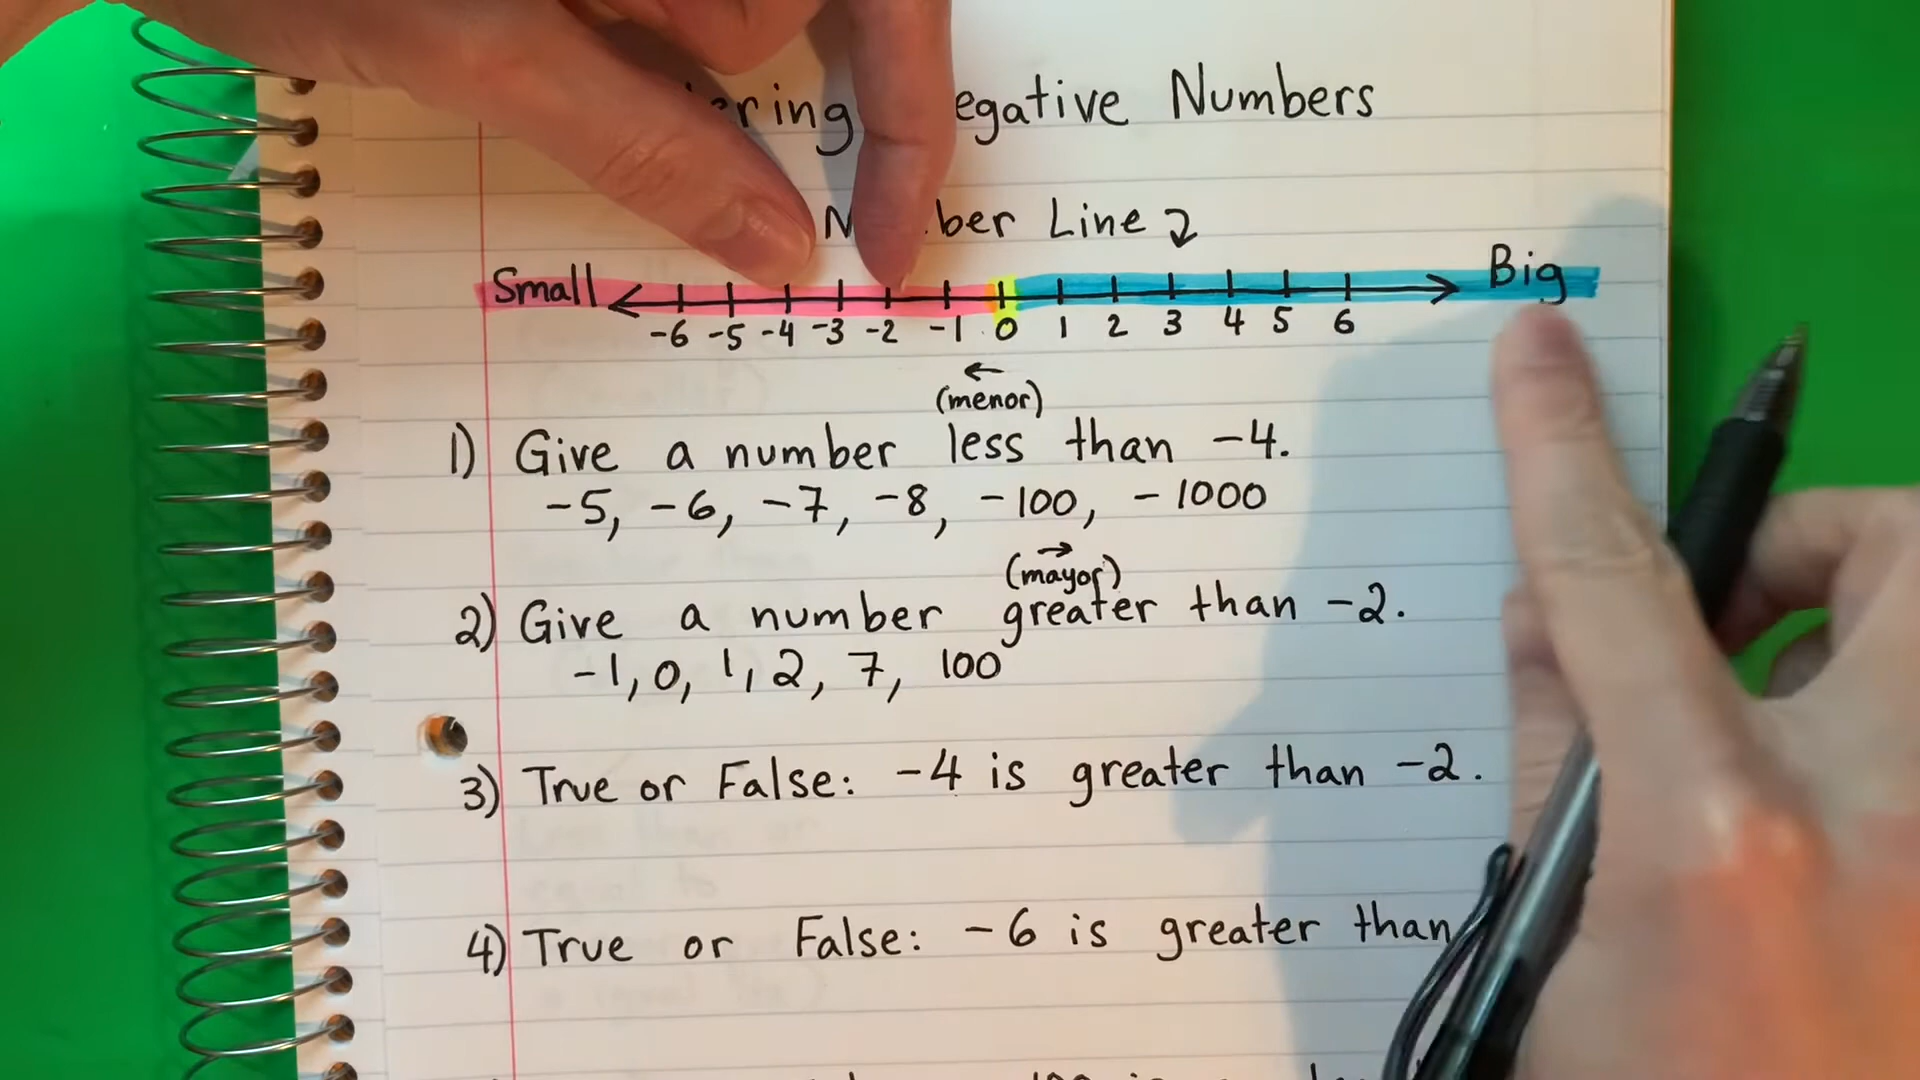 Numbers
Line
Small Big
-6 -5 -4 -3 -2 -1 0 1 2 3 4 5 6
(menor)
1) Give a number less than -4.
-5, -6, -7, -8, -100, -1000
(mayor)
2) Give a number greater than -2.
-1, 0, 1, 2, 7, 100
3) True or False: -4 is greater than -2.
4) True or False: -6 is greater than